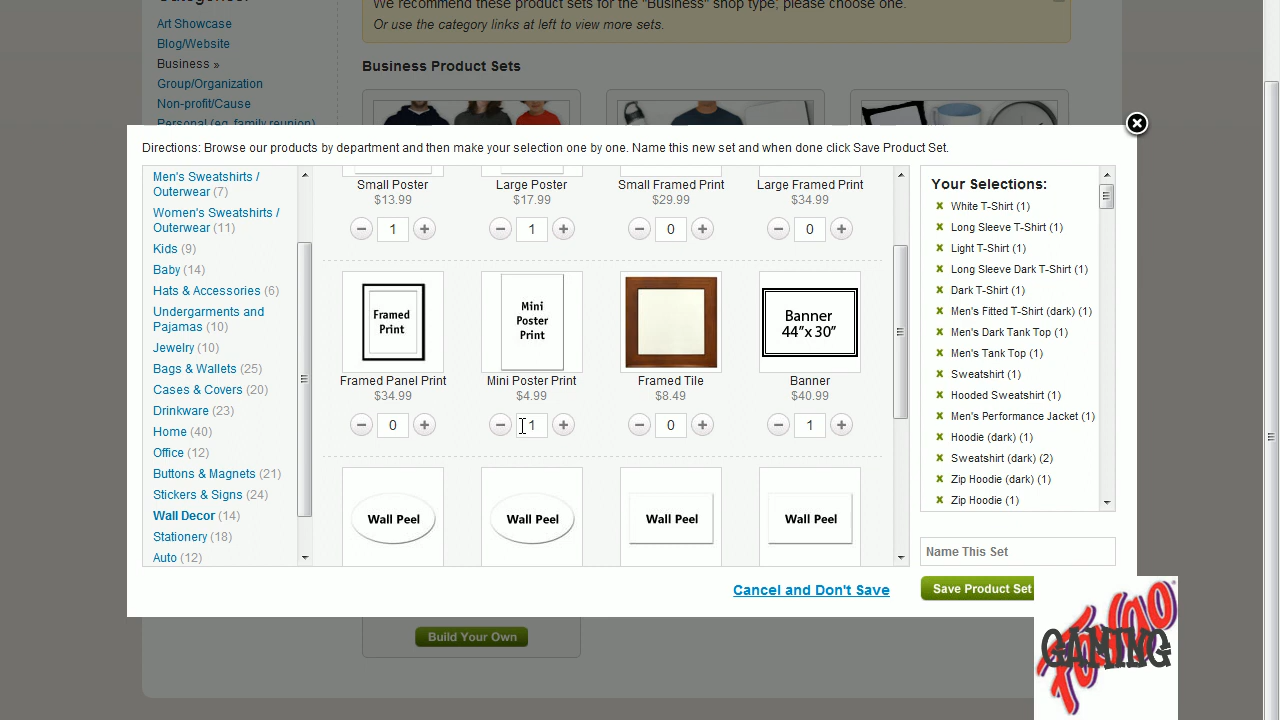 We recommend these product sets for the "Business" shop type; please choose one.
Or use the category links at left to view more sets.
Art Showcase
Blog/Website
Business »
Group/Organization
Non-profit/Cause
Personal (eg. family reunion)
Business Product Sets
Directions: Browse our products by department and then make your selection one by one. Name this new set and when done click Save Product Set.
Men's Sweatshirts /
Outerwear (7)
Women's Sweatshirts /
Outerwear (11)
Kids (9)
Baby (14)
Hats & Accessories (6)
Undergarments and
Pajamas (10)
Jewelry (10)
Bags & Wallets (25)
Cases & Covers (20)
Drinkware (23)
Home (40)
Office (12)
Buttons & Magnets (21)
Stickers & Signs (24)
Wall Decor (14)
Stationery (18)
Auto (12)
Small Poster
$13.95
1
Large Poster
$17.99
1
Small Framed Print
$29.99
0
Large Framed Print
$34.99
0
Framed
Print
Framed Panel Print
$34.99
0
Mini
Poster
Print
Mini Poster Print
$4.99
1
Framed Tile
$8.49
0
Banner
44"x 30"
Banner
$40.99
1
Wall Peel
Wall Peel
Wall Peel
Wall Peel
Your Selections:
x White T-Shirt (1)
x Long Sleeve T-Shirt (1)
x Light T-Shirt (1)
x Long Sleeve Dark T-Shirt (1)
x Dark T-Shirt (1)
x Men's Fitted T-Shirt (dark) (1)
x Men's Dark Tank Top (1)
x Men's Tank Top (1)
x Sweatshirt (1)
x Hooded Sweatshirt (1)
x Men's Performance Jacket (1)
x Hoodie (dark) (1)
x Sweatshirt (dark) (2)
x Zip Hoodie (dark) (1)
x Zip Hoodie (1)
Name This Set
Cancel and Don't Save
Save Product Set
Build Your Own
GAMING